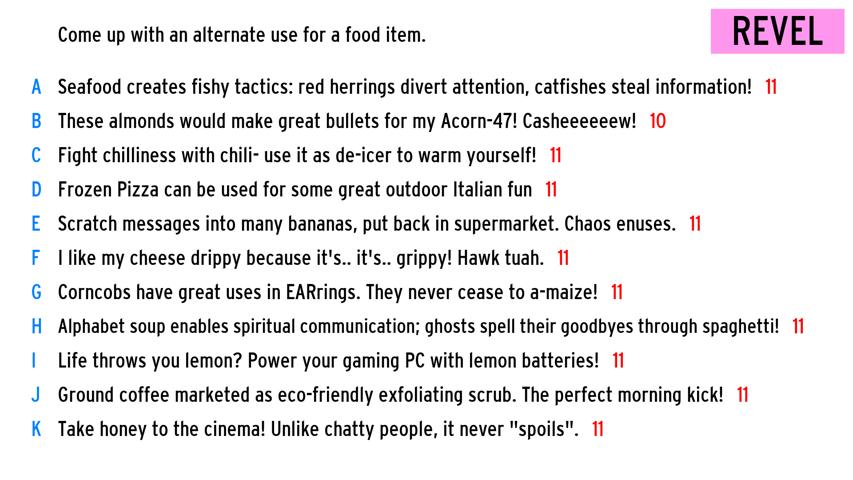 Come up with an alternate use for a food item.
REVEL
A Seafood creates fishy tactics: red herrings divert attention, catfishes steal information! 11
B These almonds would make great bullets for my Acorn-47! Casheeeeeew! 10
C Fight chilliness with chili- use it as de-icer to warm yourself! 11
D Frozen Pizza can be used for some great outdoor Italian fun 11
E Scratch messages into many bananas, put back in supermarket. Chaos enuses. 11
F I like my cheese drippy because it's.. it's.. grippy! Hawk tuah. 11
G Corncobs have great uses in EARrings. They never cease to a-maize! 11
H Alphabet soup enables spiritual communication; ghosts spell their goodbyes through spaghetti! 11
I Life throws you lemon? Power your gaming PC with lemon batteries! 11
J Ground coffee marketed as eco-friendly exfoliating scrub. The perfect morning kick! 11
K Take honey to the cinema! Unlike chatty people, it never "spoils". 11